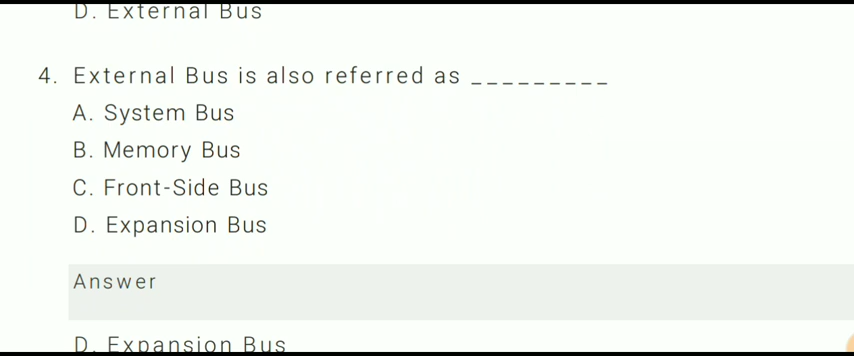 D. External Bus
4. External Bus is also referred as _________
A. System Bus
B. Memory Bus
C. Front-Side Bus
D. Expansion Bus
Answer
D. Expansion Bus